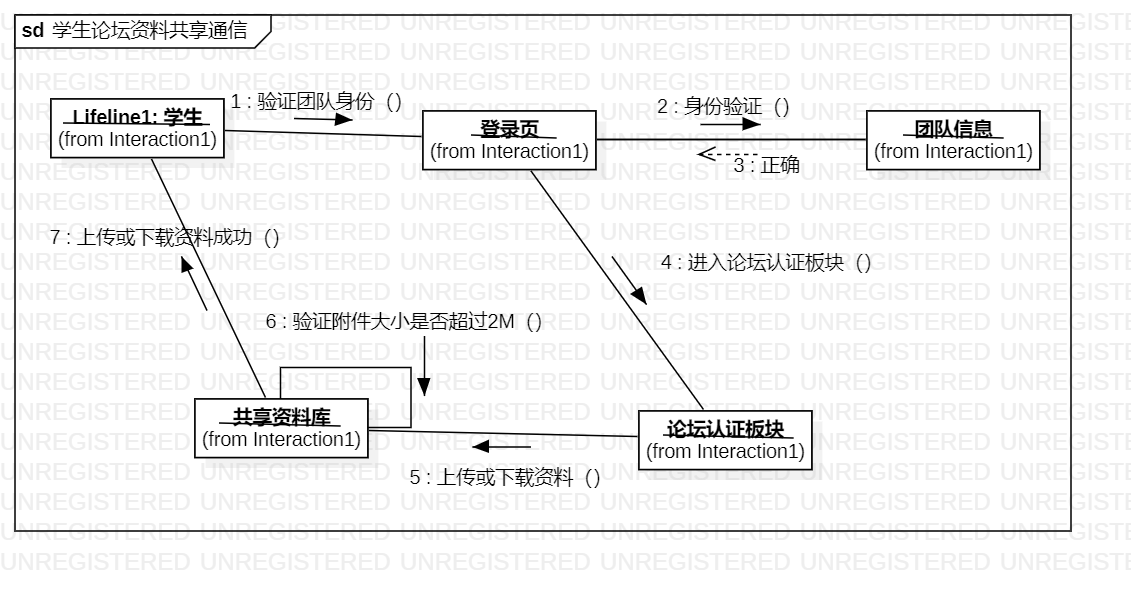 sd 学生论坛资料共享通信
1 : 验证团队身份（）
Lifeline1: 学生
(from Interaction1)
登录页
(from Interaction1)
2 : 身份验证（）
3 : 正确
团队信息
(from Interaction1)
7 : 上传或下载资料成功（）
4 : 进入论坛认证板块（）
6 : 验证附件大小是否超过2M（）
共享资料库
(from Interaction1)
论坛认证板块
(from Interaction1)
5 : 上传或下载资料（）
UNREGISTERED